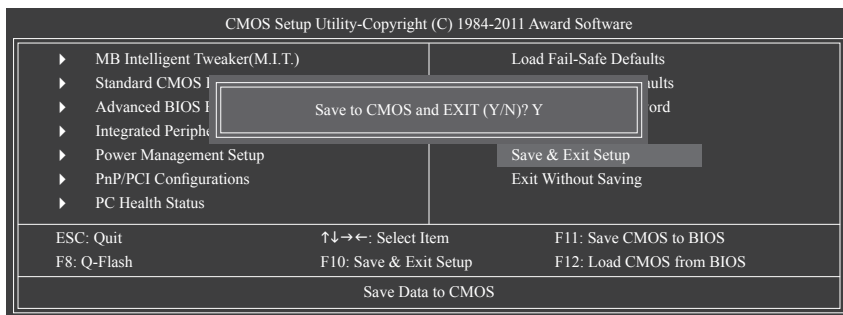 CMOS Setup Utility-Copyright (C) 1984-2011 Award Software
MB Intelligent Tweaker(M.I.T.)
Standard CMOS
Advanced BIOS
Integrated
Power Management Setup
PnP/PCI Configurations
PC Health Status
Load Fail-Safe Defaults
Save & Exit Setup
Exit Without Saving
Save to CMOS and EXIT (Y/N)? Y
ESC: Quit
↑↓→←: Select Item
F11: Save CMOS to BIOS
F8: Q-Flash
F10: Save & Exit Setup
F12: Load CMOS from BIOS
Save Data to CMOS